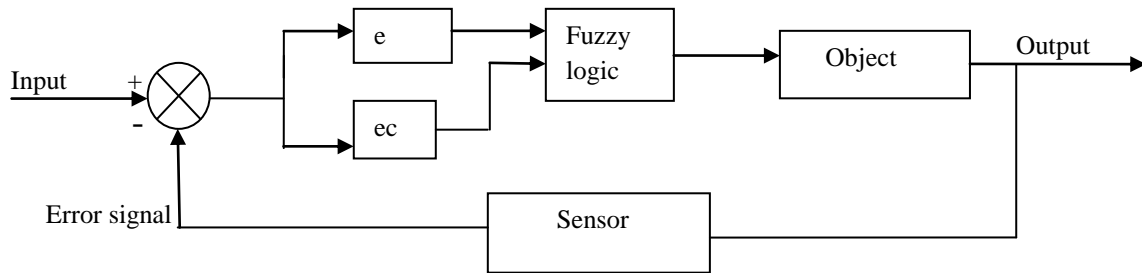 Input
+
-
e
ec
Fuzzy
logic
Object
Output
Error signal
Sensor